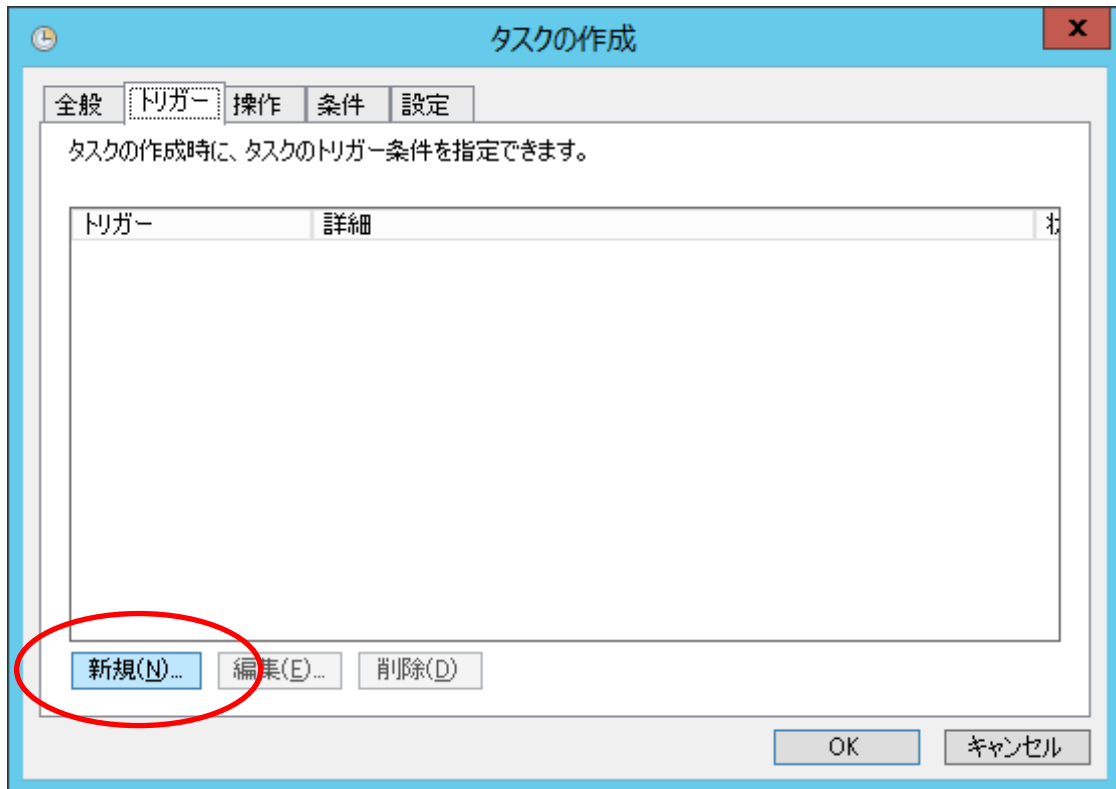 タスクの作成
全般 トリガー 操作 条件 設定
タスクの作成時に、タスクのトリガー条件を指定できます。
トリガー 詳細
新規(N)... 編集(E)... 削除(D)
OK キャンセル